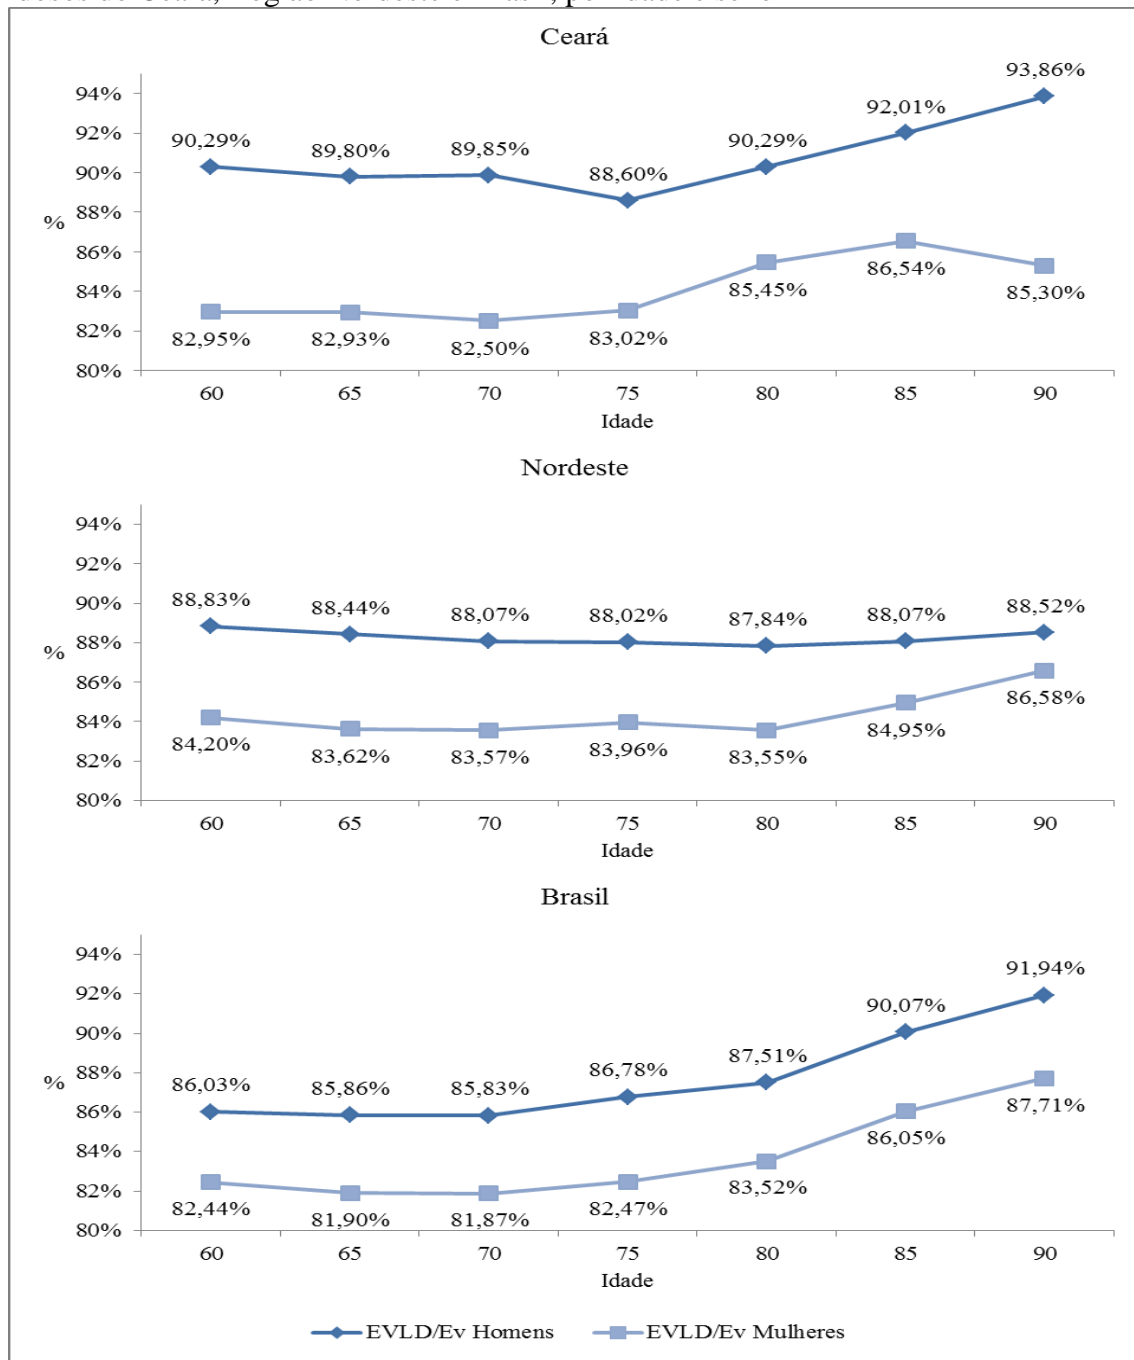 Ceará
94%
92%
90%
88%
%
86%
84%
82%
80%
90,29% 89,80% 89,85% 88,60% 90,29% 92,01% 93,86%
82,95% 82,93% 82,50% 83,02% 85,45% 86,54% 85,30%
60 65 70 75 80 85 90
Idade
Nordeste
94%
92%
90%
88%
%
86%
84%
82%
80%
88,83% 88,44% 88,07% 88,02% 87,84% 88,07% 88,52%
84,20% 83,62% 83,57% 83,96% 83,55% 84,95% 86,58%
60 65 70 75 80 85 90
Idade
Brasil
94%
92%
90%
88%
%
86%
84%
82%
80%
86,03% 85,86% 85,83% 86,78% 87,51% 90,07% 91,94%
82,44% 81,90% 81,87% 82,47% 83,52% 86,05% 87,71%
60 65 70 75 80 85 90
Idade
EVLD/Ev Homens EVLD/Ev Mulheres